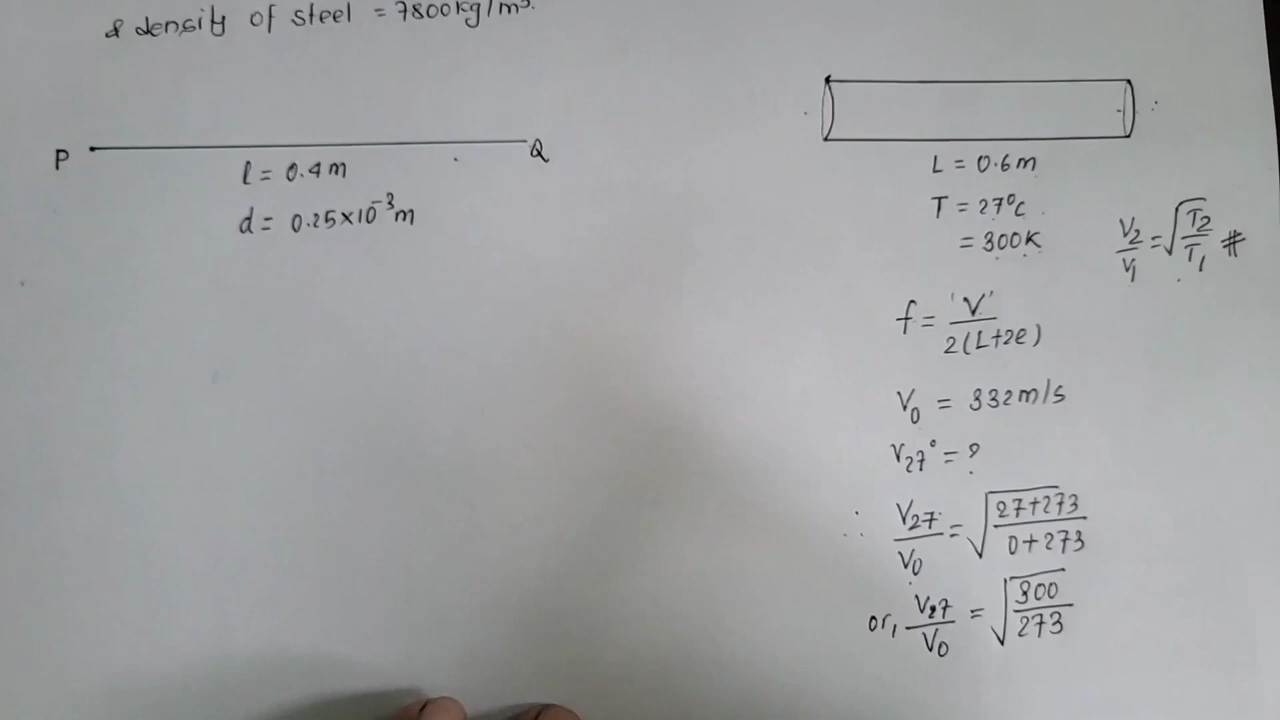 & density of steel = 7800kg/m³.
P
Q
l = 0.4m
d = 0.25×10⁻³m
L = 0.6m
T = 27°C
= 300K
V₂/V₁ = √(T₂/T₁) #
f = 'V'/2(L+2e)
V₀ = 332m/s
V₂₇° = ?
∴ V₂₇/V₀ = √(27+273/0+273)
or, V₂₇/V₀ = √(300/273)